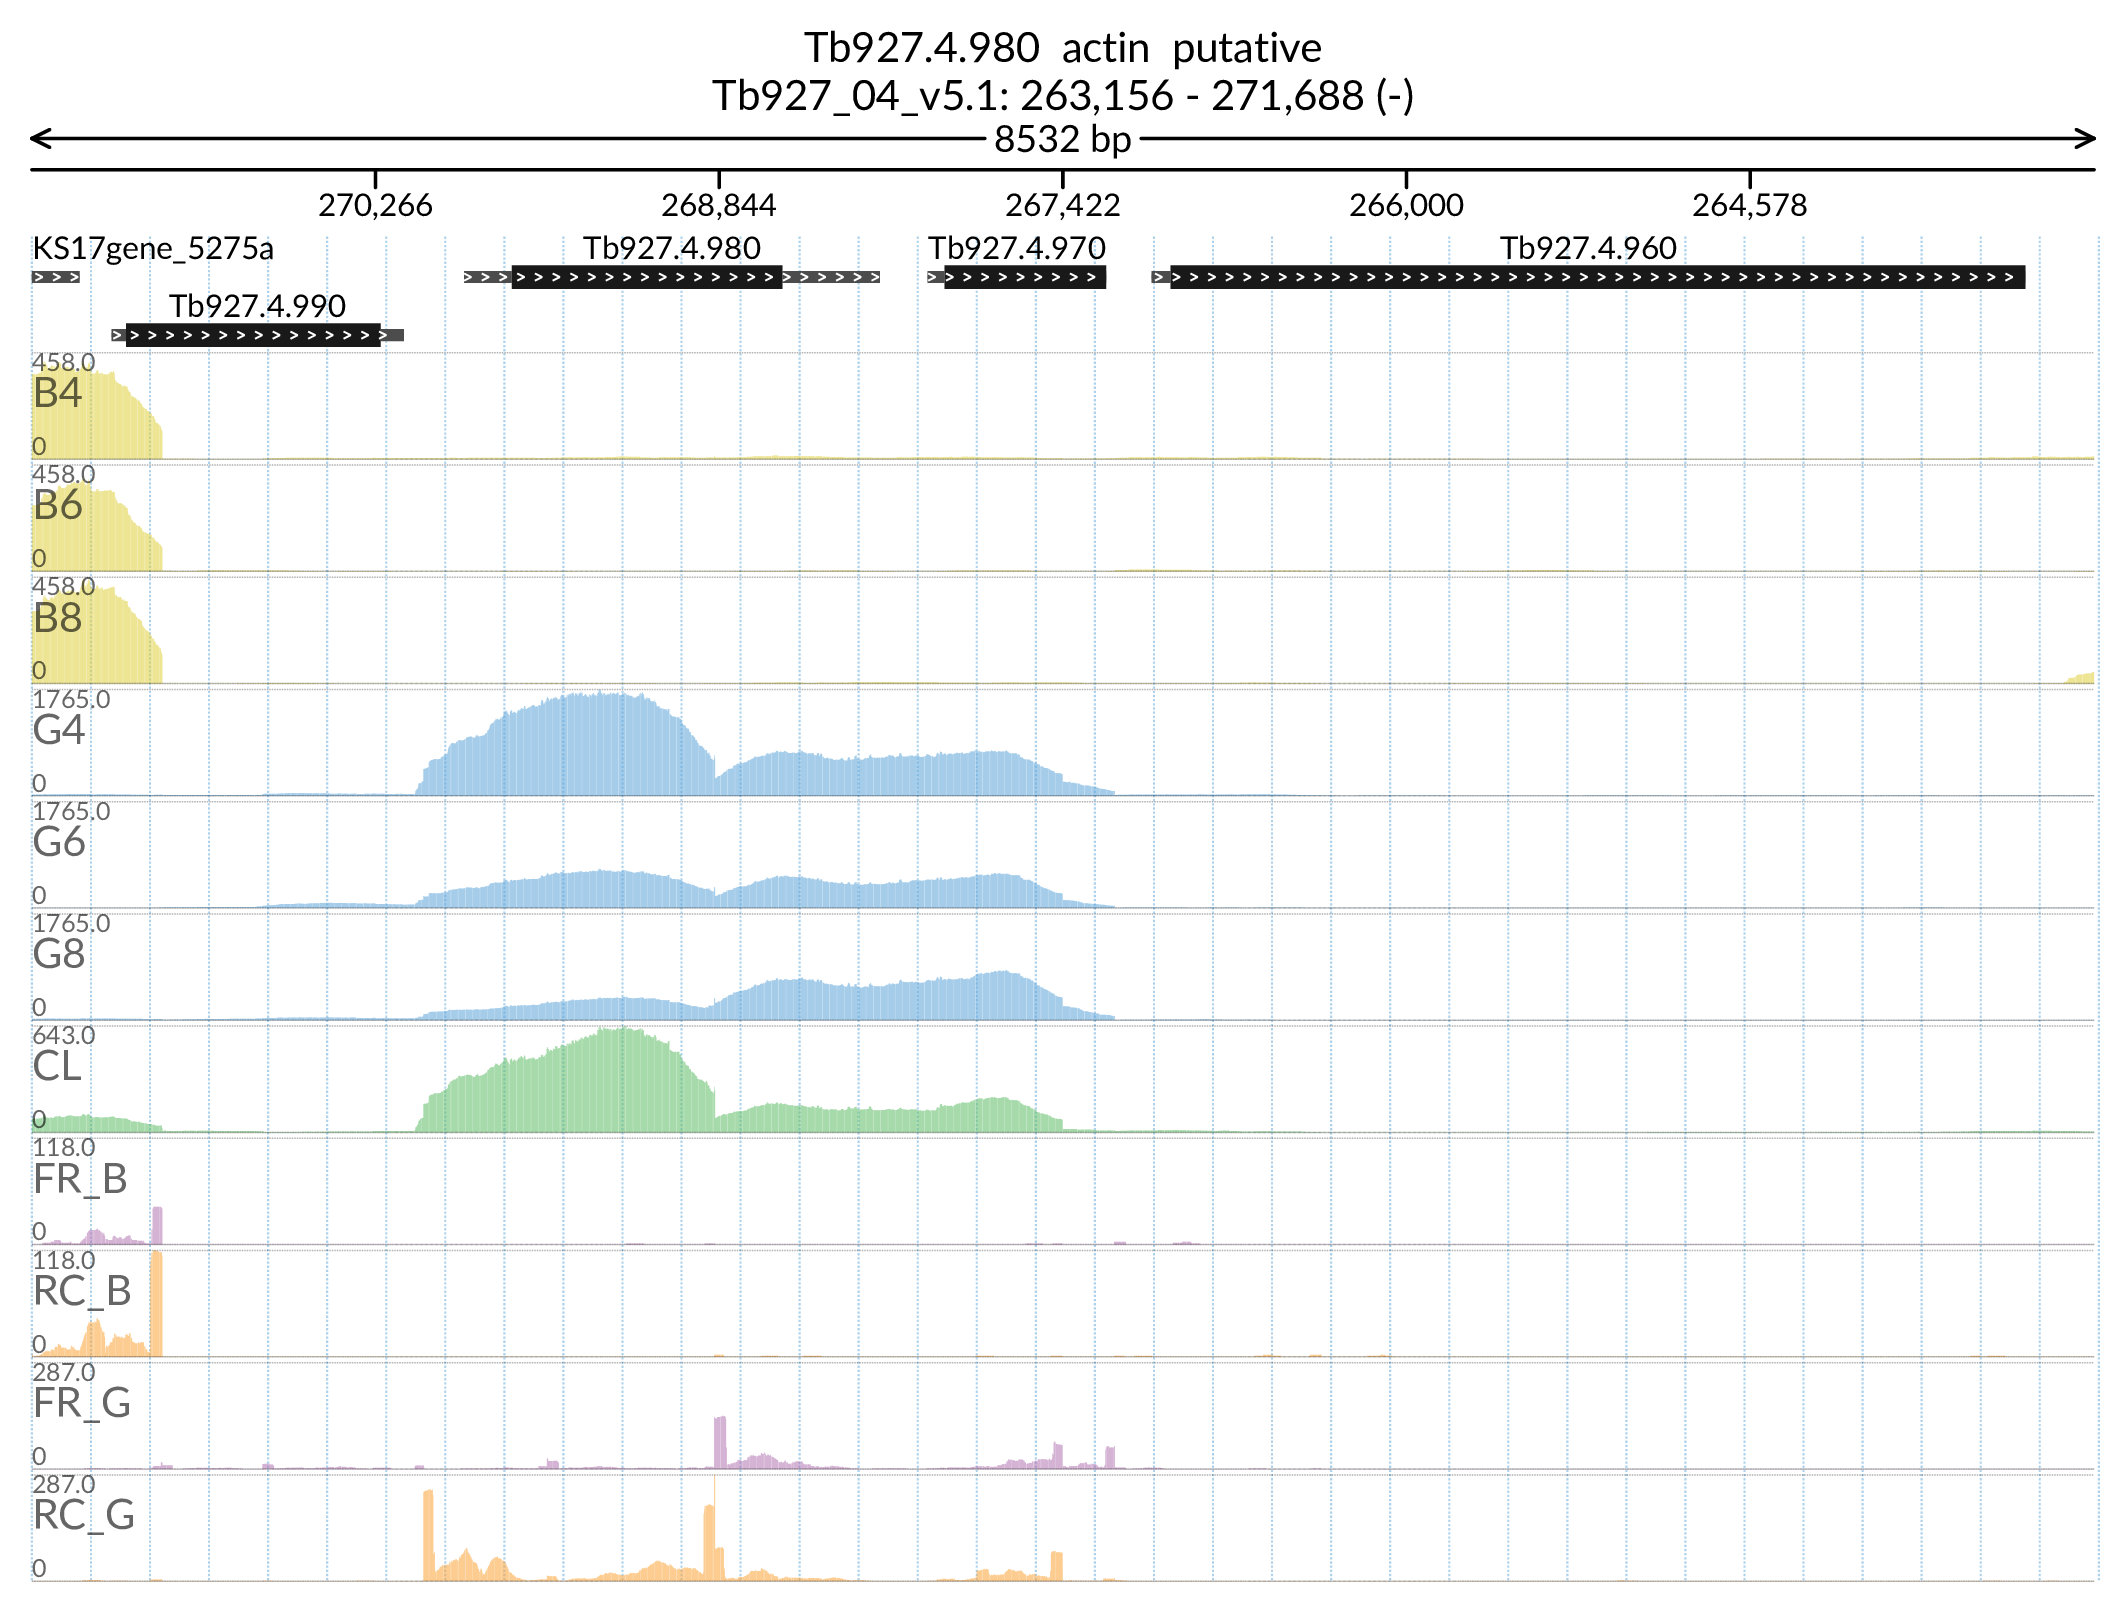 Tb927.4.980 actin putative
Tb927_04_v5.1: 263,156 - 271,688 (-)
8532 bp
270,266 268,844 267,422 266,000 264,578
KS17gene_5275a Tb927.4.980 Tb927.4.970 Tb927.4.960
Tb927.4.990
458.0
B4
0
458.0
B6
0
458.0
B8
0
1765.0
G4
0
1765.0
G6
0
1765.0
G8
0
643.0
CL
0
118.0
FR_B
0
118.0
RC_B
0
287.0
FR_G
0
287.0
RC_G
0